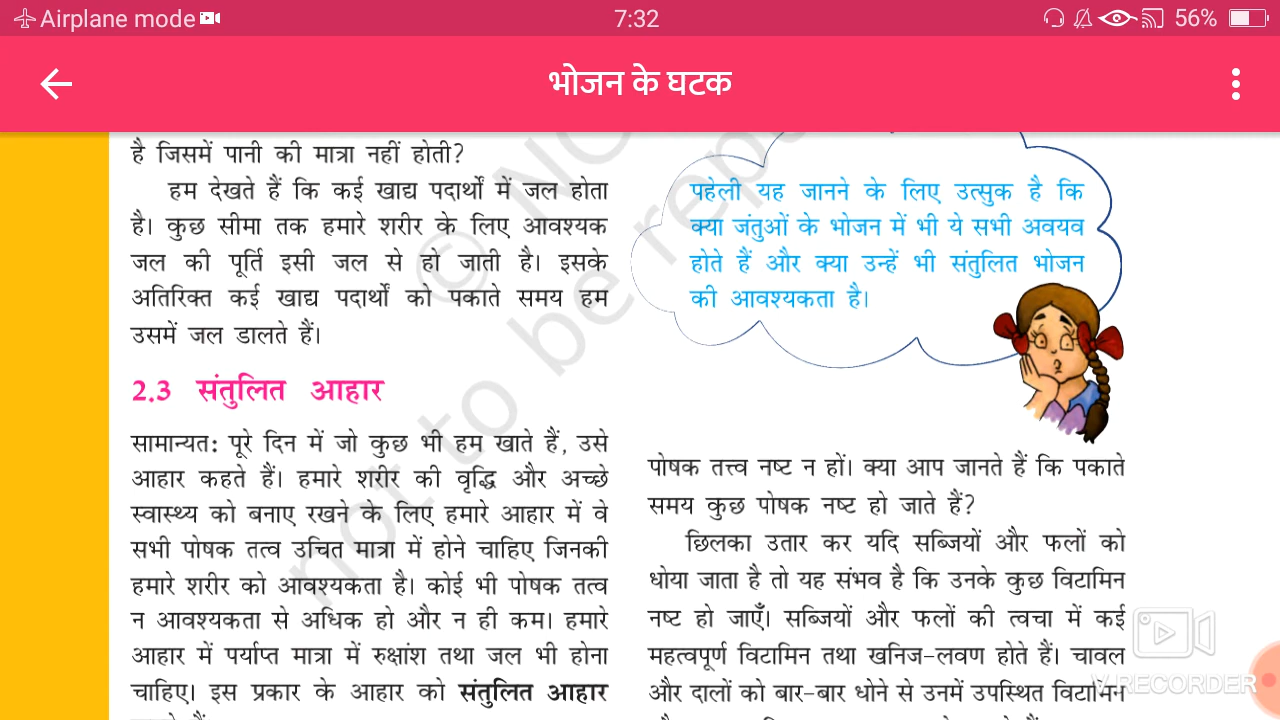 Airplane mode
7:32
56%
भोजन के घटक
है जिसमें पानी की मात्रा नहीं होती?
हम देखते हैं कि कई खाद्य पदार्थों में जल होता
है। कुछ सीमा तक हमारे शरीर के लिए आवश्यक
जल की पूर्ति इसी जल से हो जाती है। इसके
अतिरिक्त कई खाद्य पदार्थों को पकाते समय हम
उसमें जल डालते हैं।
2.3 संतुलित आहार
सामान्यतः पूरे दिन में जो कुछ भी हम खाते हैं, उसे
आहार कहते हैं। हमारे शरीर की वृद्धि और अच्छे
स्वास्थ्य को बनाए रखने के लिए हमारे आहार में वे
सभी पोषक तत्व उचित मात्रा में होने चाहिए जिनकी
हमारे शरीर को आवश्यकता है। कोई भी पोषक तत्व
न आवश्यकता से अधिक हो और न ही कम। हमारे
आहार में पर्याप्त मात्रा में रुक्षांश तथा जल भी होना
चाहिए। इस प्रकार के आहार को संतुलित आहार
पहेली यह जानने के लिए उत्सुक है कि
क्या जंतुओं के भोजन में भी ये सभी अवयव
होते हैं और क्या उन्हें भी संतुलित भोजन
की आवश्यकता है।
पोषक तत्त्व नष्ट न हों। क्या आप जानते हैं कि पकाते
समय कुछ पोषक नष्ट हो जाते हैं?
छिलका उतार कर यदि सब्जियों और फलों को
धोया जाता है तो यह संभव है कि उनके कुछ विटामिन
नष्ट हो जाएँ। सब्जियों और फलों की त्वचा में कई
महत्वपूर्ण विटामिन तथा खनिज-लवण होते हैं। चावल
और दालों को बार-बार धोने से उनमें उपस्थित विटामिन
not to be repu
V RECORDER